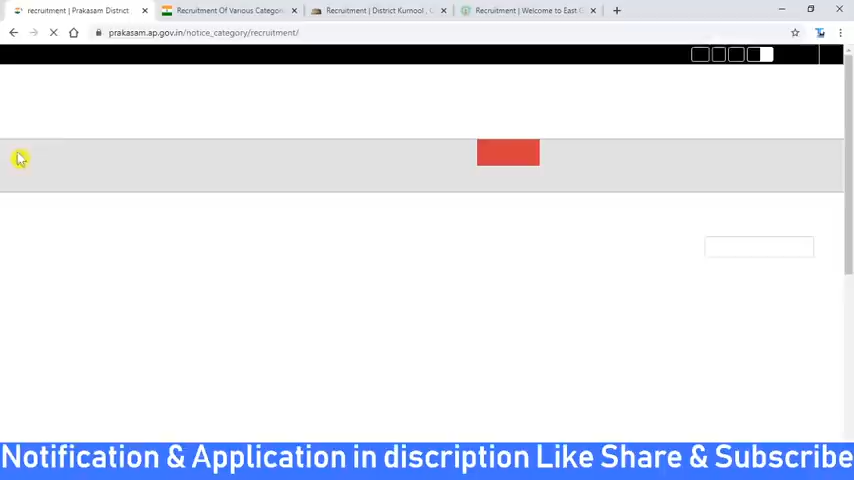 recruitment | Prakasam District
Recruitment Of Various Categor
Recruitment | District Kurnool , G
Recruitment | Welcome to East G
prakasam.ap.gov.in/notice_category/recruitment/
Notification & Application in discription Like Share & Subscribe